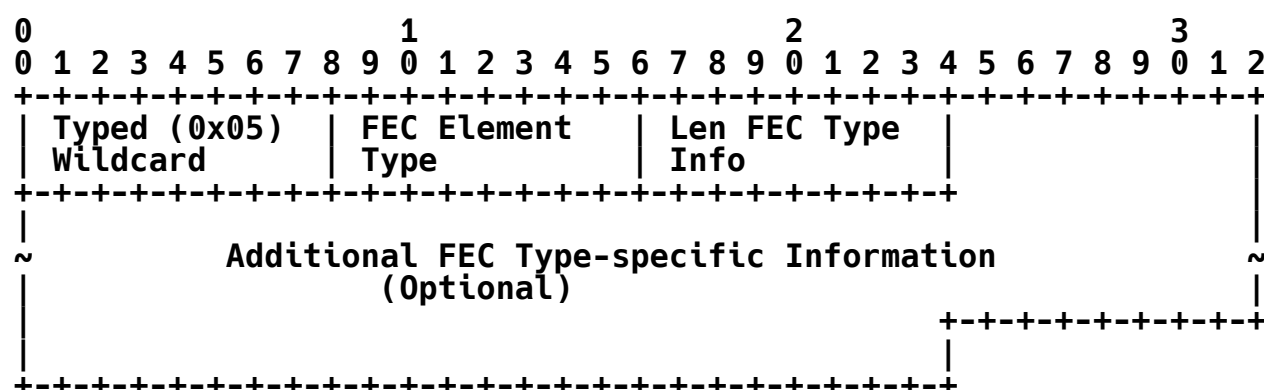 0                   1                   2                   3
0 1 2 3 4 5 6 7 8 9 0 1 2 3 4 5 6 7 8 9 0 1 2 3 4 5 6 7 8 9 0 1 2
+-+-+-+-+-+-+-+-+-+-+-+-+-+-+-+-+-+-+-+-+-+-+-+-+-+-+-+-+-+-+-+-+
| Typed (0x05)  | FEC Element   | Len FEC Type  |               |
| Wildcard      | Type          | Info          |               |
+-+-+-+-+-+-+-+-+-+-+-+-+-+-+-+-+-+-+-+-+-+-+-+-+               |
|                                                               |
~          Additional FEC Type-specific Information             ~
|                  (Optional)                                   |
|                                               +-+-+-+-+-+-+-+-+
|                                               |
+-+-+-+-+-+-+-+-+-+-+-+-+-+-+-+-+-+-+-+-+-+-+-+-+